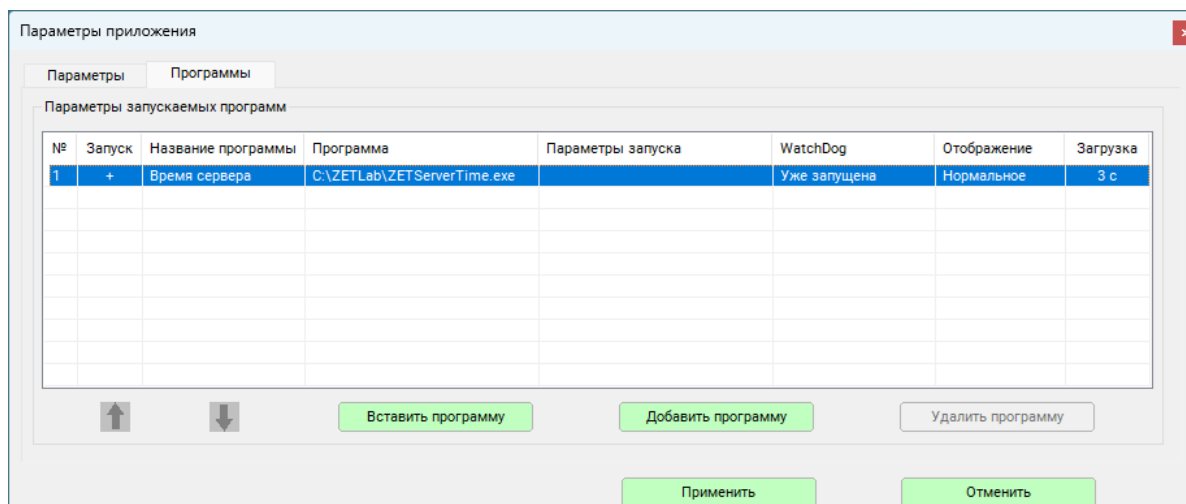 Параметры приложения
Параметры Программы
Параметры запускаемых программ
№ Запуск Название программы Программа Параметры запуска WatchDog Отображение Загрузка
1 + Время сервера C:\ZETLab\ZETServerTime.exe Уже запущена Нормальное 3 с
Вставить программу Добавить программу Удалить программу
Применить Отменить